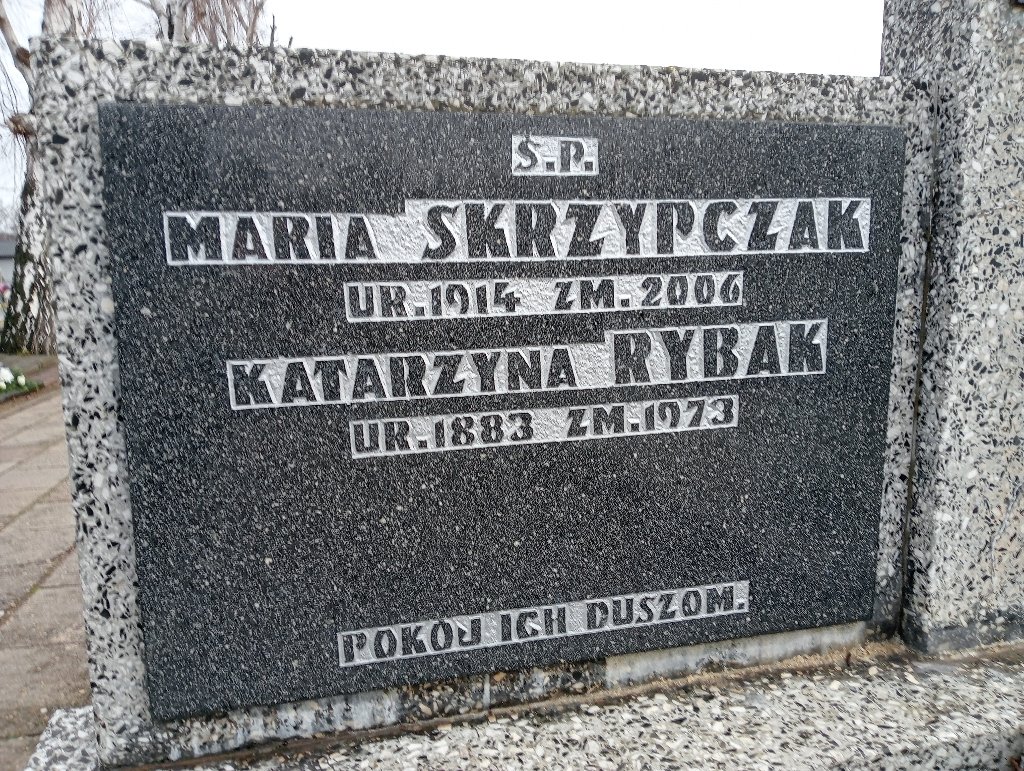 Ś.P.
MARIA SKRZYPCZAK
UR.1914 ZM.2006
KATARZYNA RYBAK
UR.1883 ZM.1973
POKÓJ ICH DUSZOM.